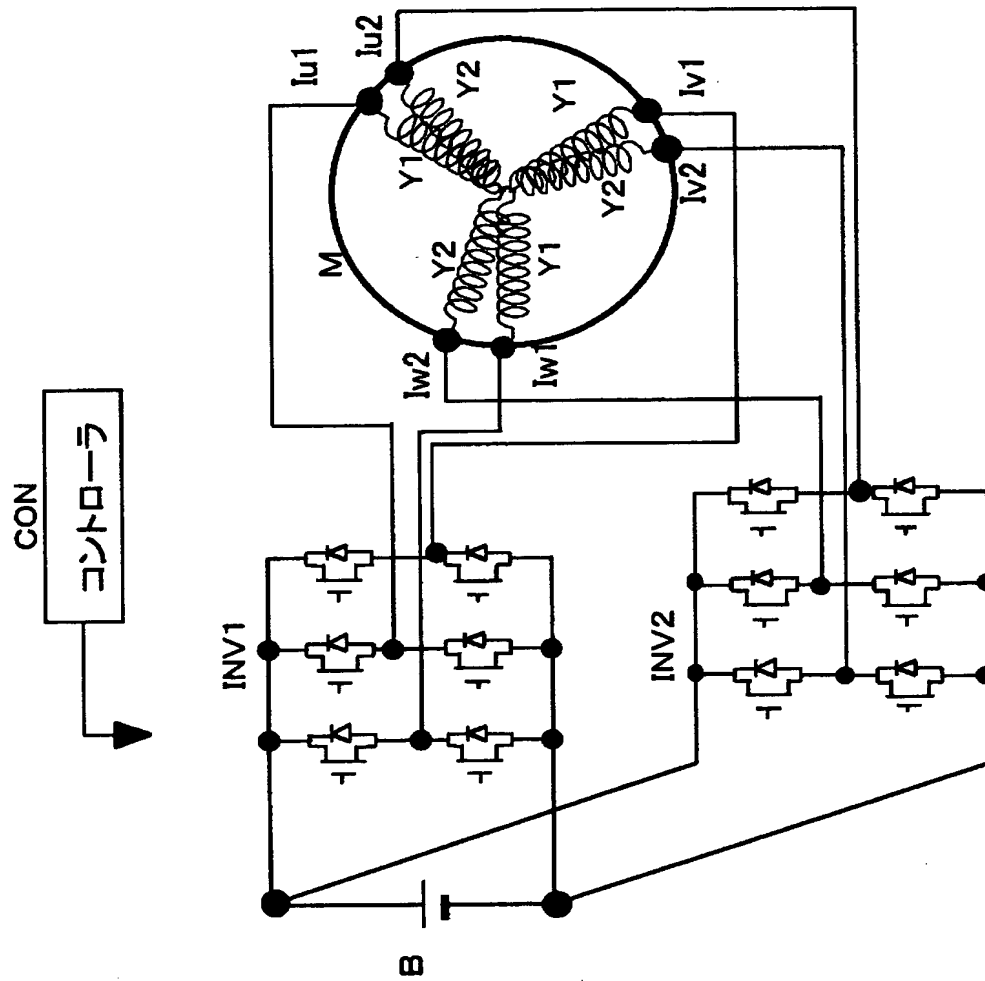 CON
コントローラ
INV1
INV2
B
M
Iu1
Iu2
Y2
Y1
Y1
Iv1
Y2
Iv2
Y2
Y1
Iw2
Iw1